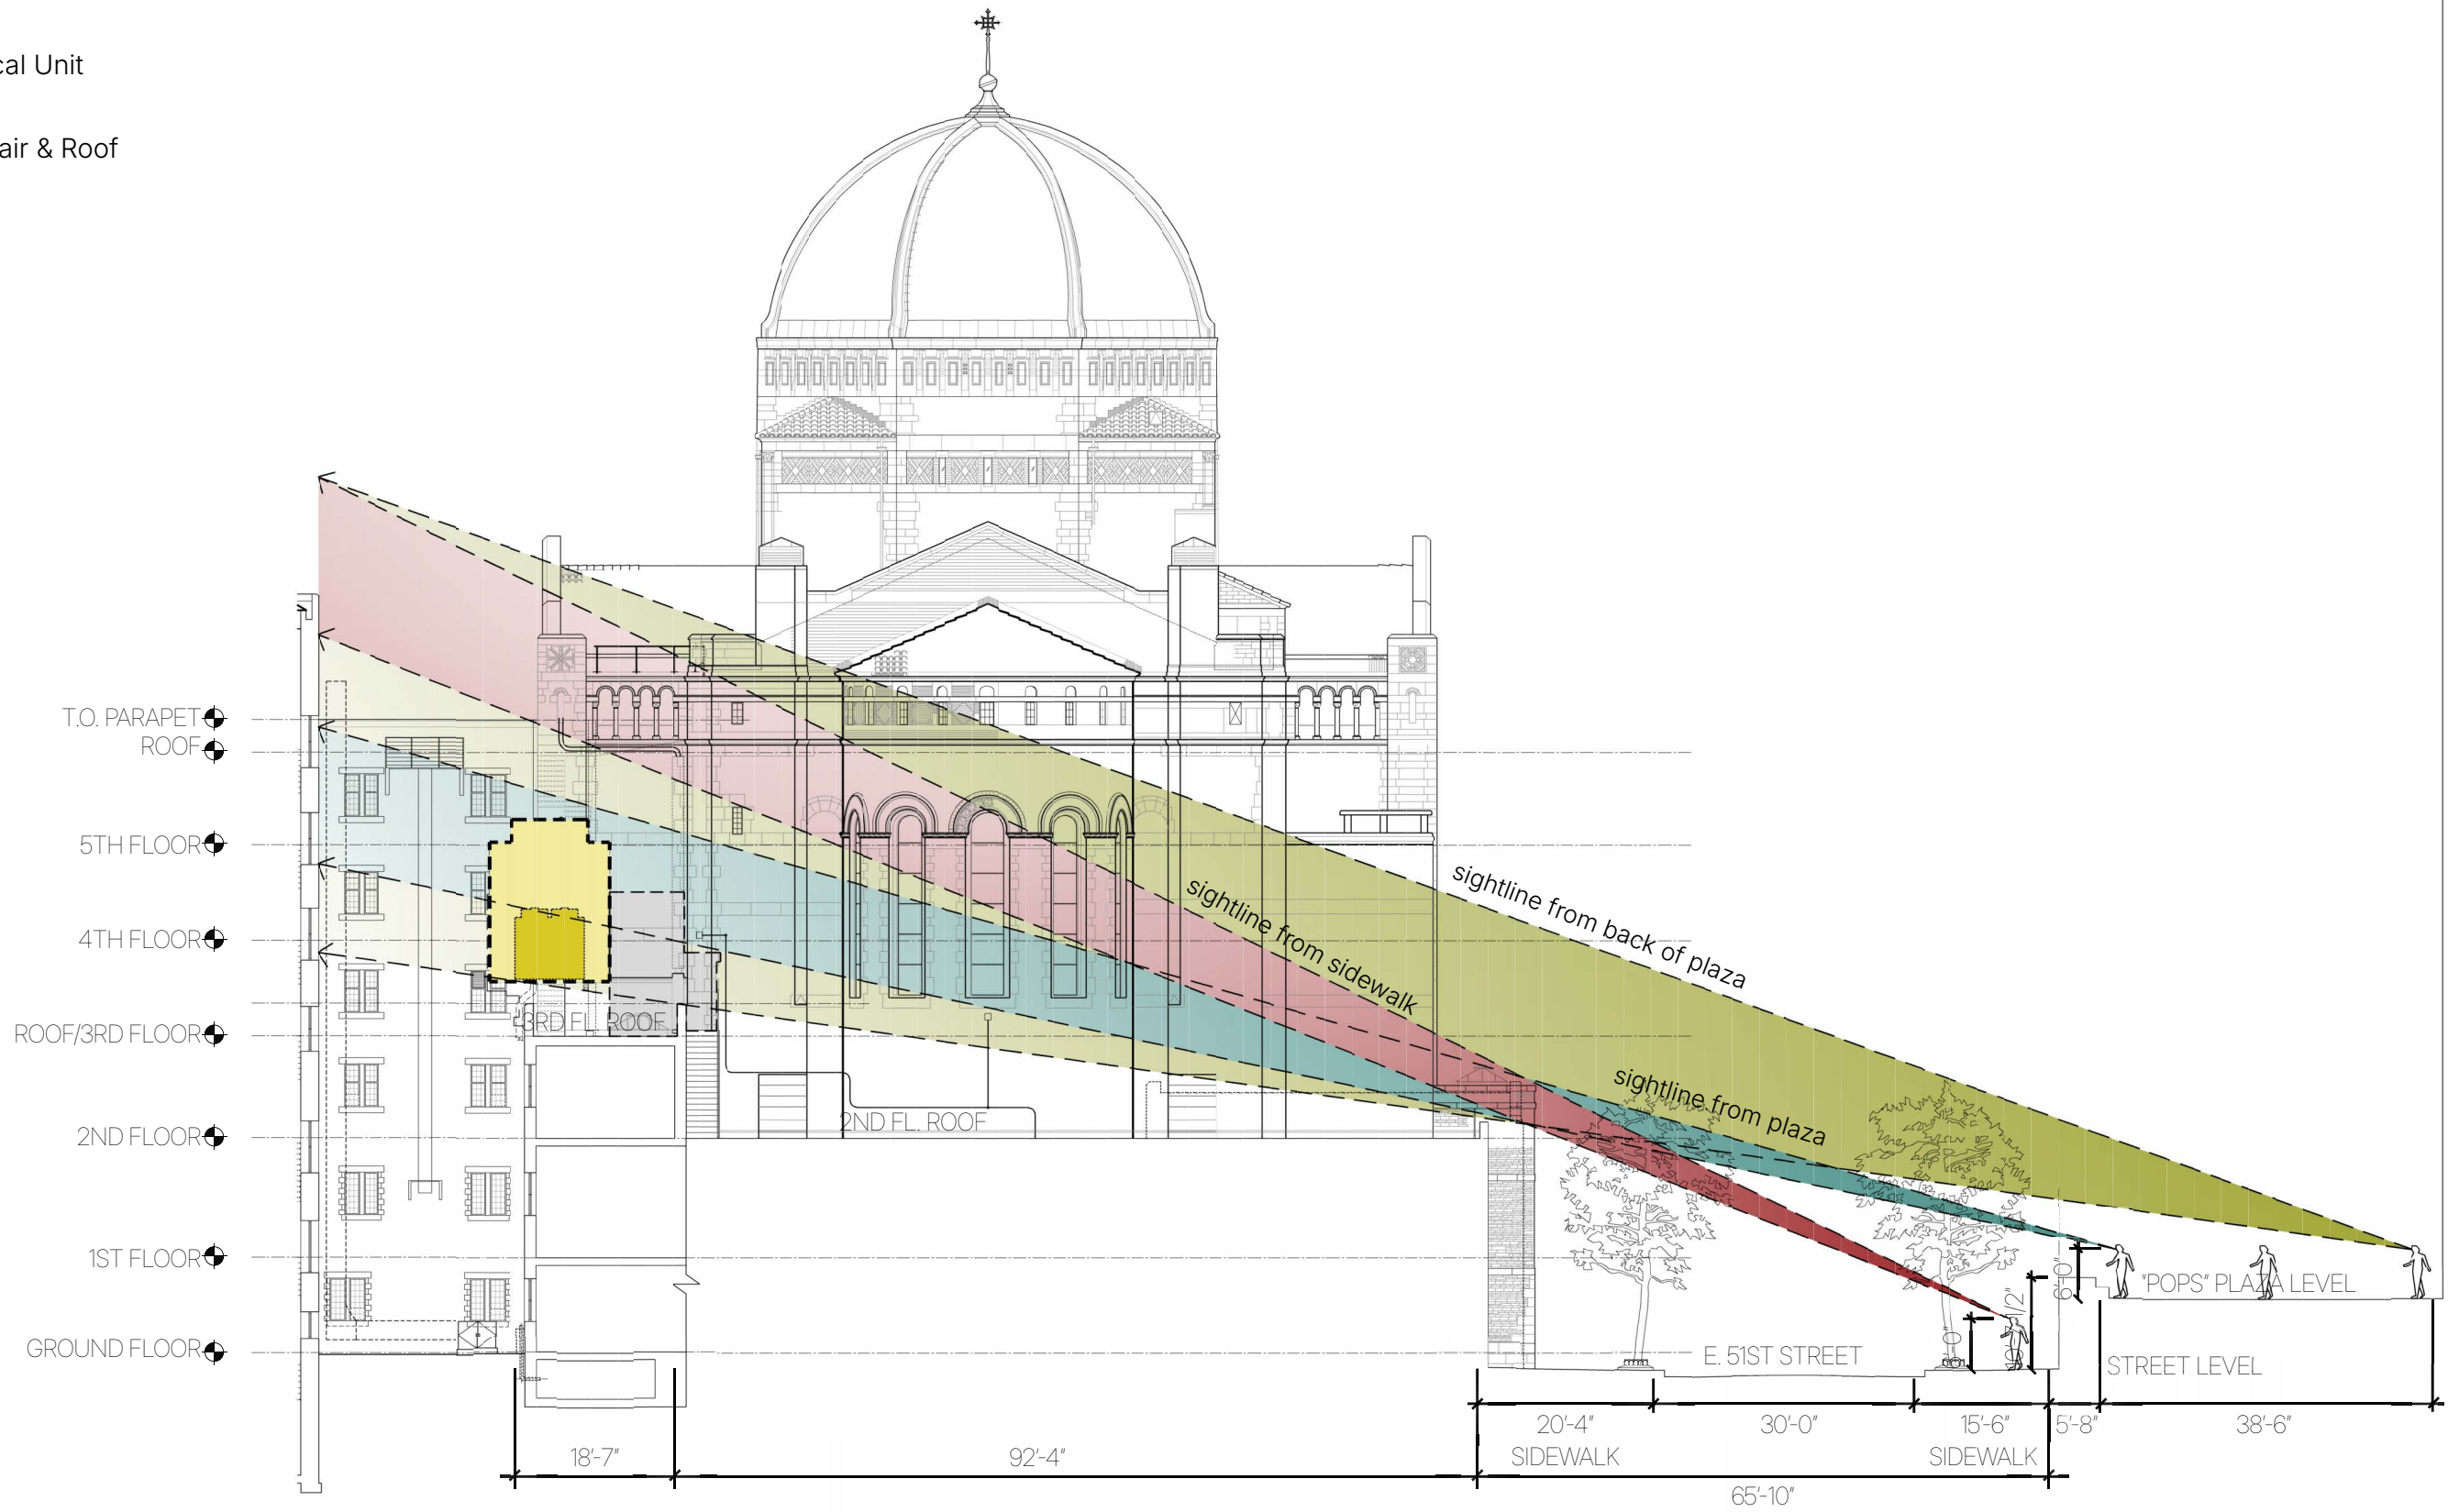 cal Unit
air & Roof
T.O. PARAPET
ROOF
5TH FLOOR
4TH FLOOR
ROOF/3RD FLOOR
2ND FLOOR
1ST FLOOR
GROUND FLOOR
3RD FL. ROOF
2ND FL. ROOF
sightline from sidewalk
sightline from back of plaza
sightline from plaza
6'-0"
"POPS" PLAZA LEVEL
E. 51ST STREET
STREET LEVEL
20'-4"
30'-0"
15'-6"
5'-8"
38'-6"
18'-7"
92'-4"
SIDEWALK
SIDEWALK
65'-10"